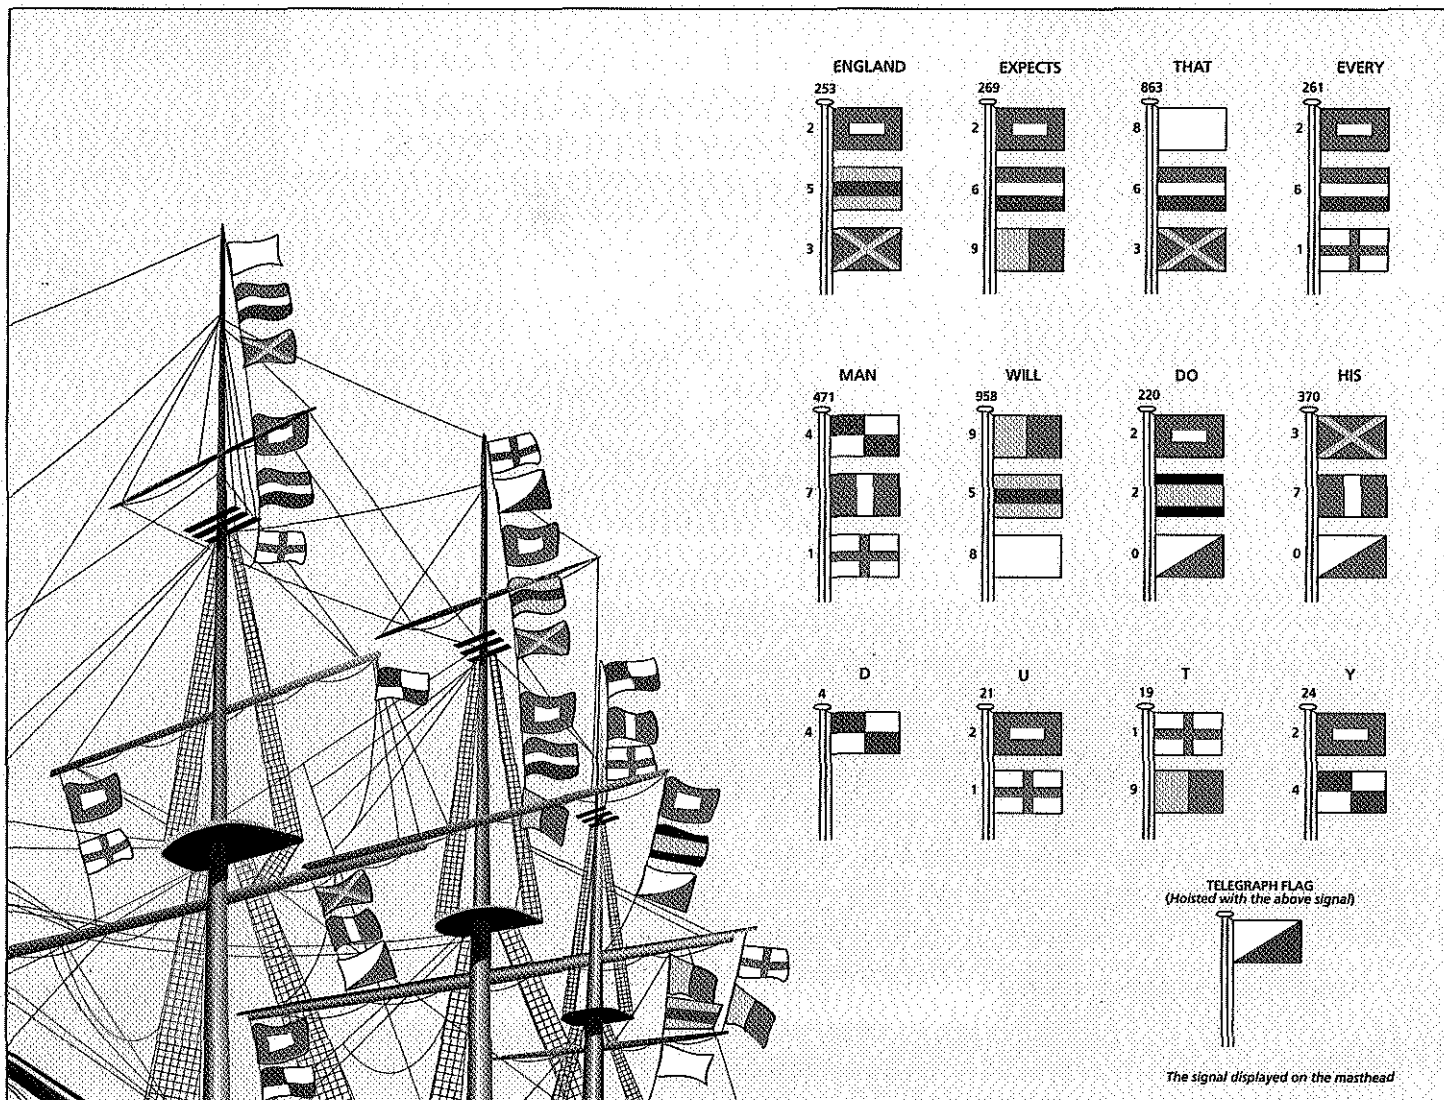 ENGLAND EXPECTS THAT EVERY
253 269 863 261
2 2 8 2
5 6 6 6
3 9 3 1
MAN WILL DO HIS
471 958 220 370
4 9 2 3
7 5 2 7
1 8 0 0
D U T Y
4 21 19 24
4 2 1 2
1 9 4
TELEGRAPH FLAG
(Hoisted with the above signal)
The signal displayed on the masthead